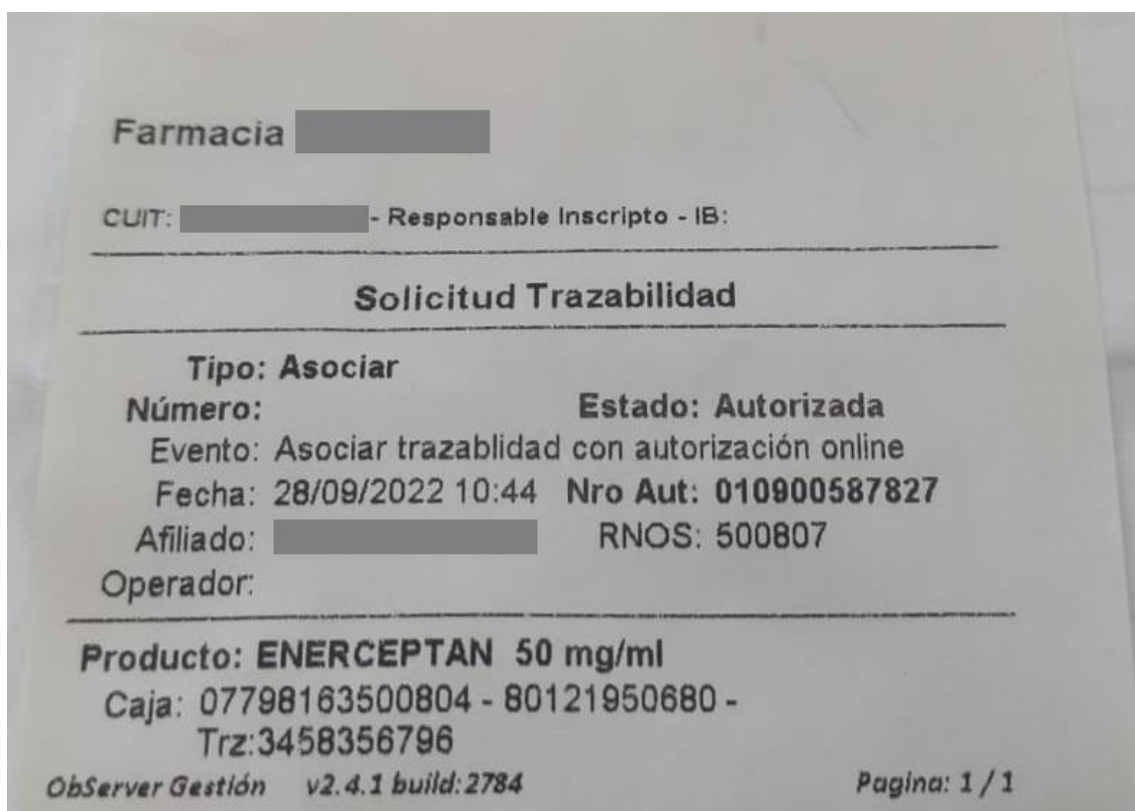 Farmacia
CUIT: - Responsable Inscripto - IB:
Solicitud Trazabilidad
Tipo: Asociar
Número: Estado: Autorizada
Evento: Asociar trazablidad con autorización online
Fecha: 28/09/2022 10:44 Nro Aut: 010900587827
Afiliado: RNOS: 500807
Operador:
Producto: ENERCEPTAN 50 mg/ml
Caja: 07798163500804 - 80121950680 -
Trz:3458356796
ObServer Gestión v2.4.1 build:2784 Pagina: 1 / 1